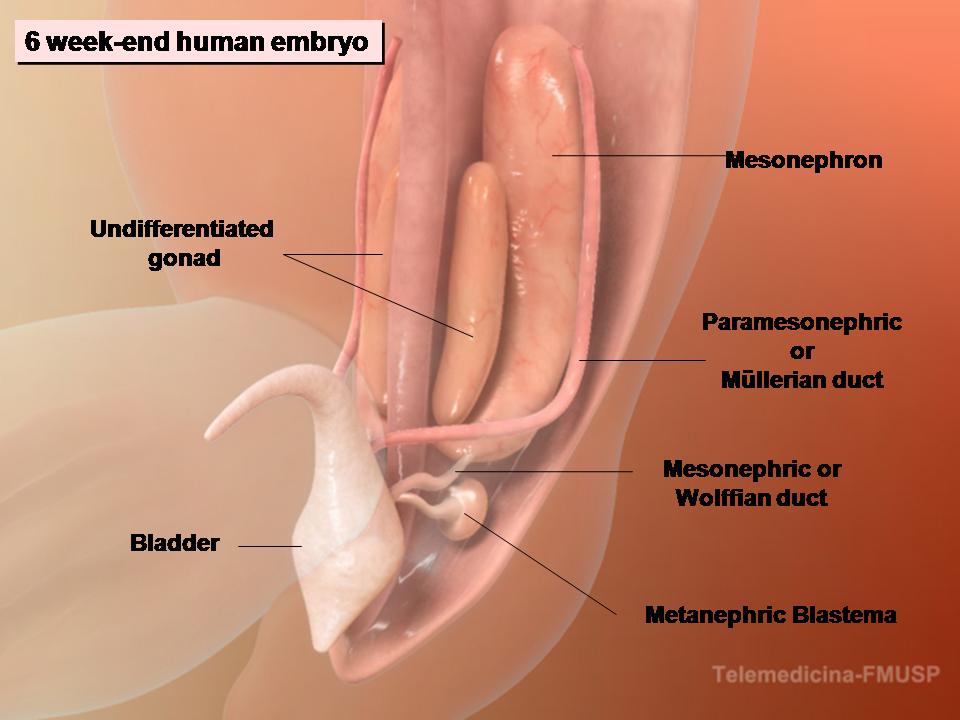 6 week-end human embryo
Mesonephron
Undifferentiated
gonad
Paramesonephric
or
Mūllerian duct
Mesonephric or
Wolffian duct
Bladder
Metanephric Blastema
Telemedicina-FMUSP